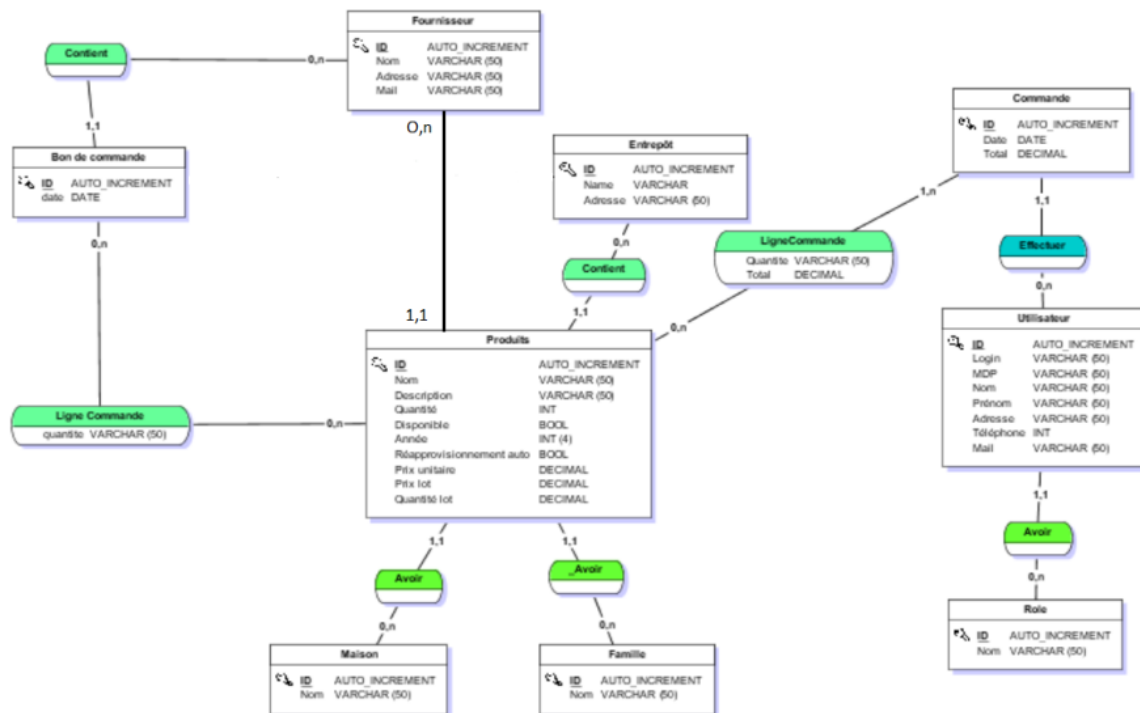 Fournisseur
ID AUTO_INCREMENT
Nom VARCHAR (50)
Adresse VARCHAR (50)
Mail VARCHAR (50)
Contient
0,n
1,1
Bon de commande
ID AUTO_INCREMENT
date DATE
0,n
Ligne Commande
quantite VARCHAR (50)
0,n
O,n
1,1
Entrepôt
ID AUTO_INCREMENT
Name VARCHAR
Adresse VARCHAR (50)
0,n
Contient
1,1
Commande
ID AUTO_INCREMENT
Date DATE
Total DECIMAL
1,n
LigneCommande
Quantite VARCHAR (50)
Total DECIMAL
0,n
1,1
Effectuer
0,n
Utilisateur
ID AUTO_INCREMENT
Login VARCHAR (50)
MDP VARCHAR (50)
Nom VARCHAR (50)
Prénom VARCHAR (50)
Adresse VARCHAR (50)
Téléphone INT
Mail VARCHAR (50)
1,1
Avoir
0,n
Role
ID AUTO_INCREMENT
Nom VARCHAR (50)
Produits
ID AUTO_INCREMENT
Nom VARCHAR (50)
Description VARCHAR (50)
Quantité INT
Disponible BOOL
Année INT (4)
Réapprovisionnement auto BOOL
Prix unitaire DECIMAL
Prix lot DECIMAL
Quantité lot DECIMAL
1,1
Avoir
0,n
Maison
ID AUTO_INCREMENT
Nom VARCHAR (50)
1,1
_Avoir
0,n
Famille
ID AUTO_INCREMENT
Nom VARCHAR (50)